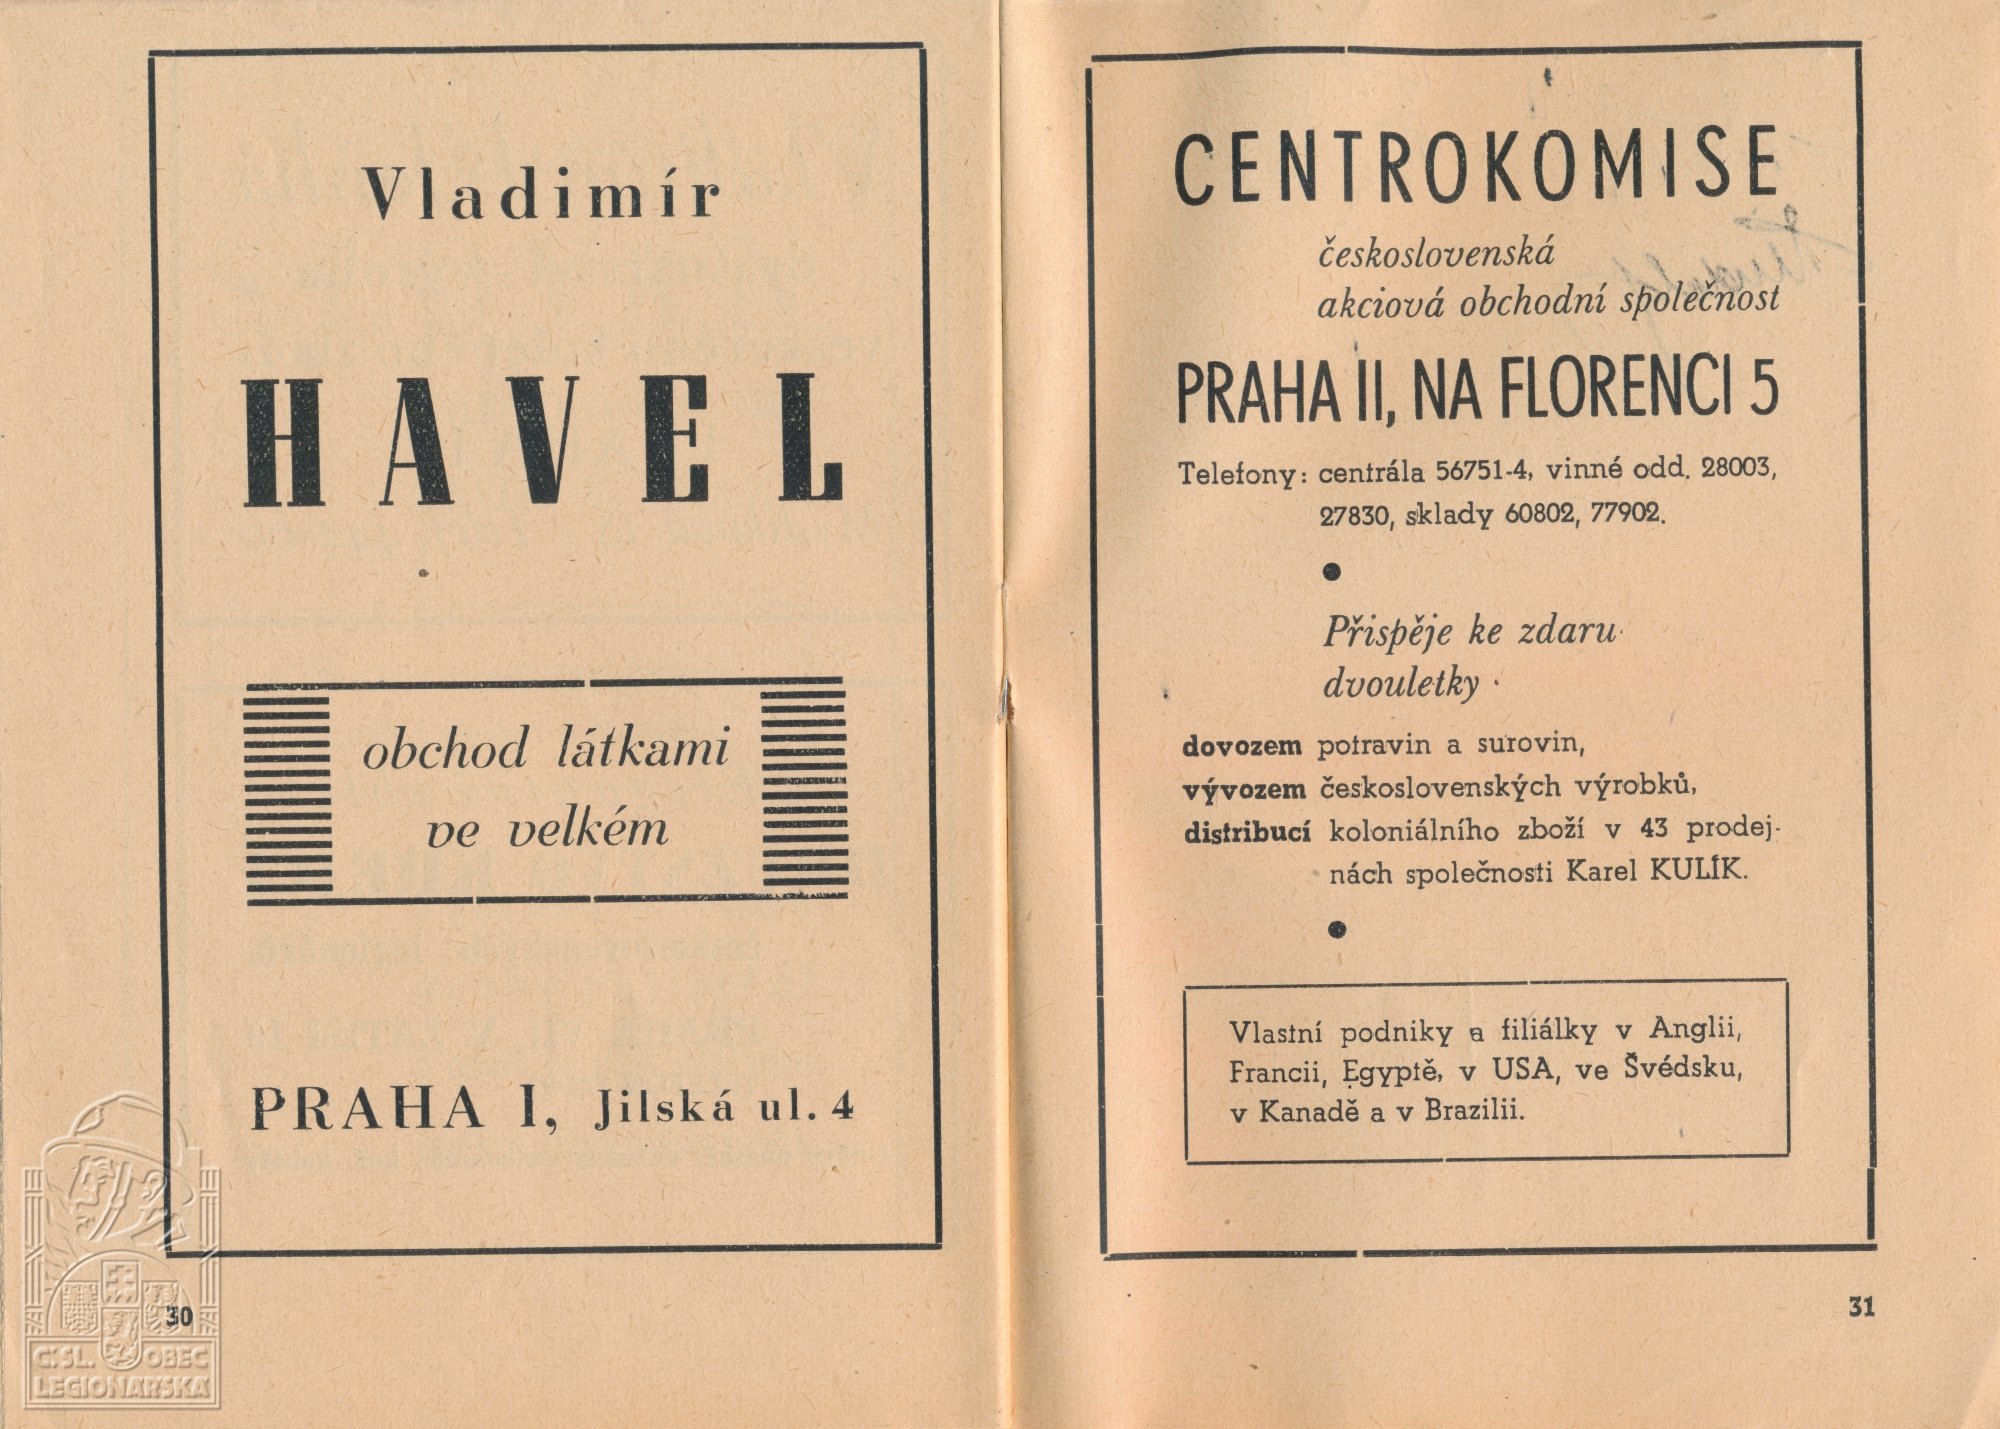 Vladimír
HAVEL
obchod látkami
ve velkém
PRAHA I, Jilská ul. 4
30
Č.SL. OBEC
LEGIONÁŘSKÁ
CENTROKOMISE
československá
akciová obchodní společnost
PRAHA II, NA FLORENCI 5
Telefony: centrála 56751-4, vinné odd. 28003,
27830, sklady 60802, 77902.
Přispěje ke zdaru
dvouletky
dovozem potravin a surovin,
vývozem československých výrobků,
distribucí koloniálního zboží v 43 prodej-
nách společnosti Karel KULÍK.
Vlastní podniky a filiálky v Anglii,
Francii, Egyptě, v USA, ve Švédsku,
v Kanadě a v Brazilii.
31